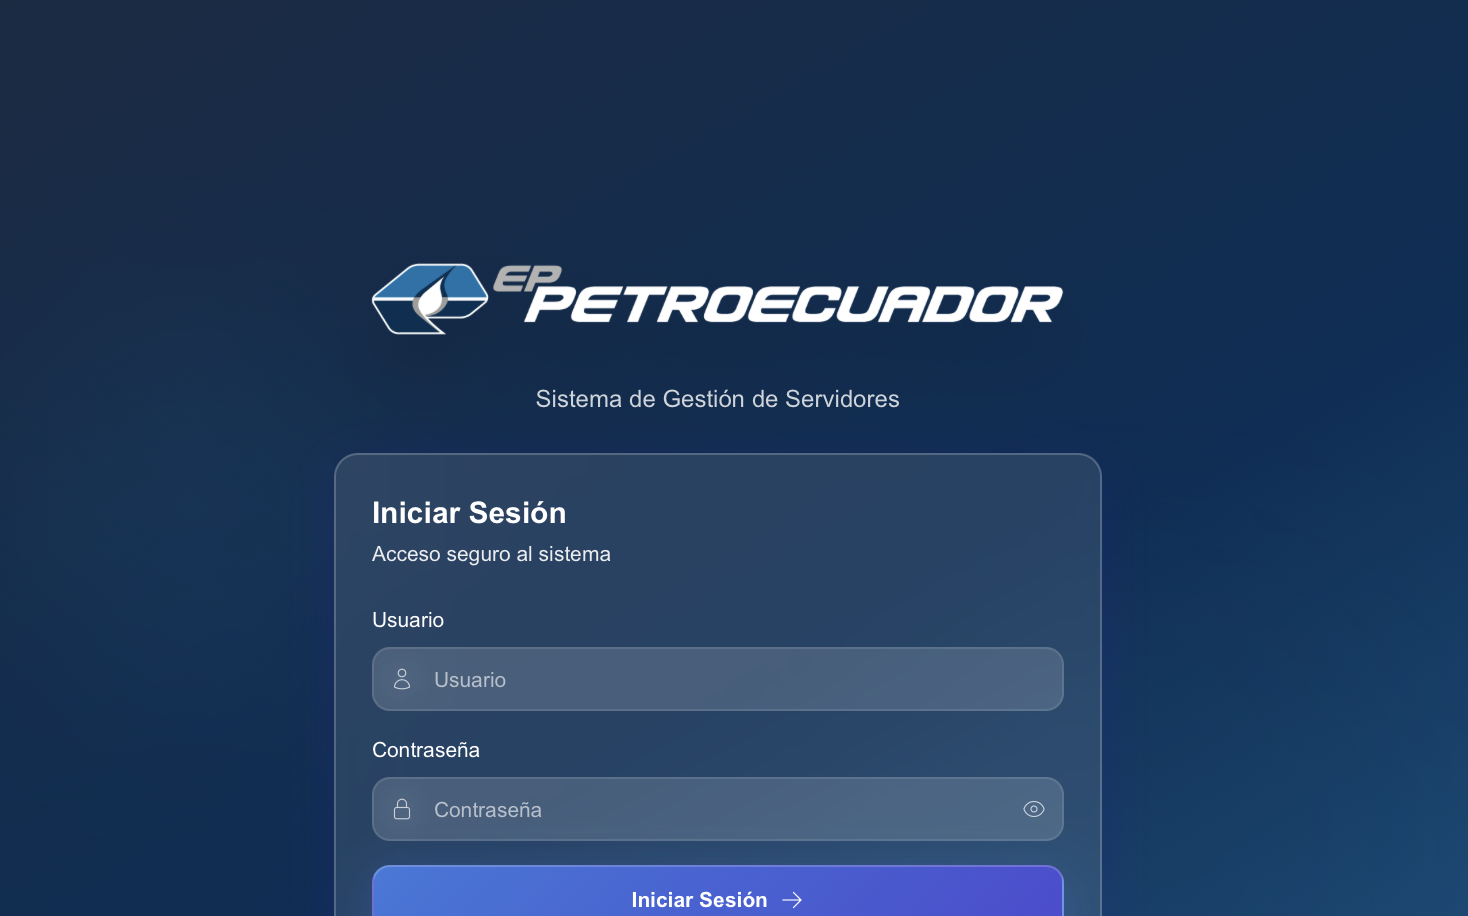 EP
PETROECUADOR
Sistema de Gestión de Servidores
Iniciar Sesión
Acceso seguro al sistema
Usuario
Usuario
Contraseña
Contraseña
Iniciar Sesión